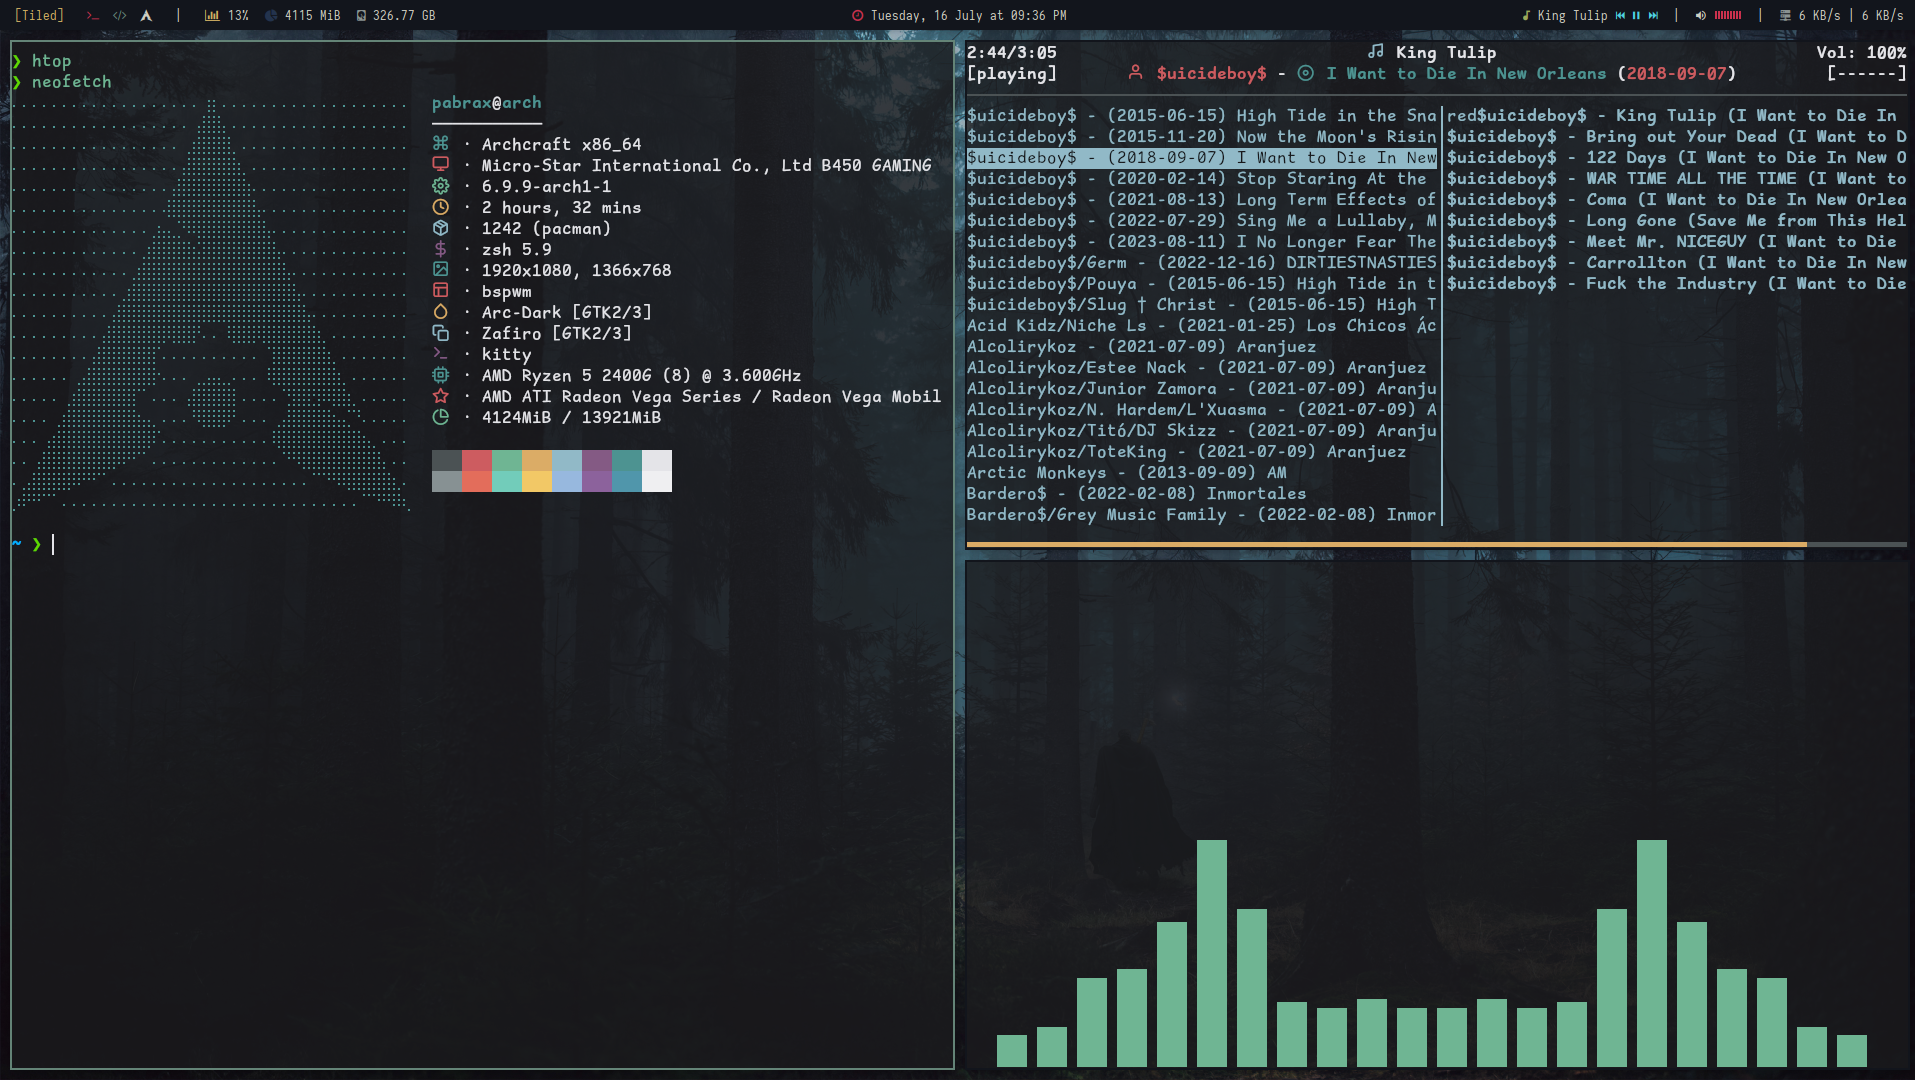 [Tiled] >_ </> | 13% 4115 MiB 326.77 GB
Tuesday, 16 July at 09:36 PM
King Tulip | | 6 KB/s | 6 KB/s
❯ htop
❯ neofetch
pabrax@arch
· Archcraft x86_64
· Micro-Star International Co., Ltd B450 GAMING
· 6.9.9-arch1-1
· 2 hours, 32 mins
· 1242 (pacman)
$ · zsh 5.9
· 1920x1080, 1366x768
· bspwm
· Arc-Dark [GTK2/3]
· Zafiro [GTK2/3]
>_ · kitty
· AMD Ryzen 5 2400G (8) @ 3.600GHz
· AMD ATI Radeon Vega Series / Radeon Vega Mobil
· 4124MiB / 13921MiB
~ ❯
2:44/3:05 King Tulip Vol: 100%
[playing] $uicideboy$ - I Want to Die In New Orleans (2018-09-07) [------]
$uicideboy$ - (2015-06-15) High Tide in the Sna
$uicideboy$ - (2015-11-20) Now the Moon's Risin
$uicideboy$ - (2018-09-07) I Want to Die In New
$uicideboy$ - (2020-02-14) Stop Staring At the
$uicideboy$ - (2021-08-13) Long Term Effects of
$uicideboy$ - (2022-07-29) Sing Me a Lullaby, M
$uicideboy$ - (2023-08-11) I No Longer Fear The
$uicideboy$/Germ - (2022-12-16) DIRTIESTNASTIES
$uicideboy$/Pouya - (2015-06-15) High Tide in t
$uicideboy$/Slug † Christ - (2015-06-15) High T
Acid Kidz/Niche Ls - (2021-01-25) Los Chicos Ác
Alcolirykoz - (2021-07-09) Aranjuez
Alcolirykoz/Estee Nack - (2021-07-09) Aranjuez
Alcolirykoz/Junior Zamora - (2021-07-09) Aranju
Alcolirykoz/N. Hardem/L'Xuasma - (2021-07-09) A
Alcolirykoz/Titó/DJ Skizz - (2021-07-09) Aranju
Alcolirykoz/ToteKing - (2021-07-09) Aranjuez
Arctic Monkeys - (2013-09-09) AM
Bardero$ - (2022-02-08) Inmortales
Bardero$/Grey Music Family - (2022-02-08) Inmor
red$uicideboy$ - King Tulip (I Want to Die In
$uicideboy$ - Bring out Your Dead (I Want to D
$uicideboy$ - 122 Days (I Want to Die In New O
$uicideboy$ - WAR TIME ALL THE TIME (I Want to
$uicideboy$ - Coma (I Want to Die In New Orlea
$uicideboy$ - Long Gone (Save Me from This Hel
$uicideboy$ - Meet Mr. NICEGUY (I Want to Die
$uicideboy$ - Carrollton (I Want to Die In New
$uicideboy$ - Fuck the Industry (I Want to Die